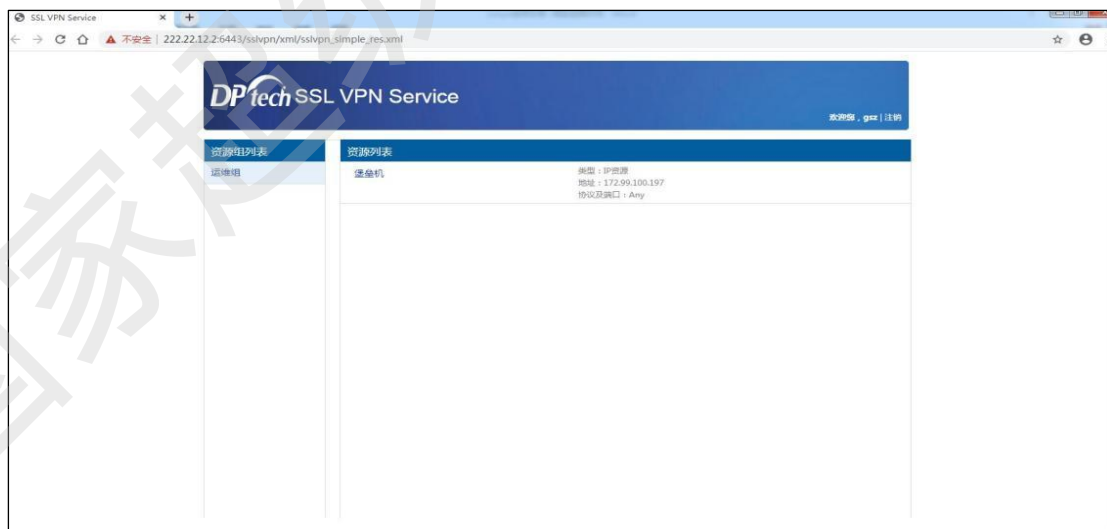 SSL VPN Service
不安全 | 222.22.12.2:6443/sslvpn/xml/sslvpn_simple_res.xml
DPtech SSL VPN Service
欢迎您，gsz | 注销
资源组列表
资源列表
运维组
堡垒机
类型：IP资源
地址：172.99.100.197
协议及端口：Any
国家超